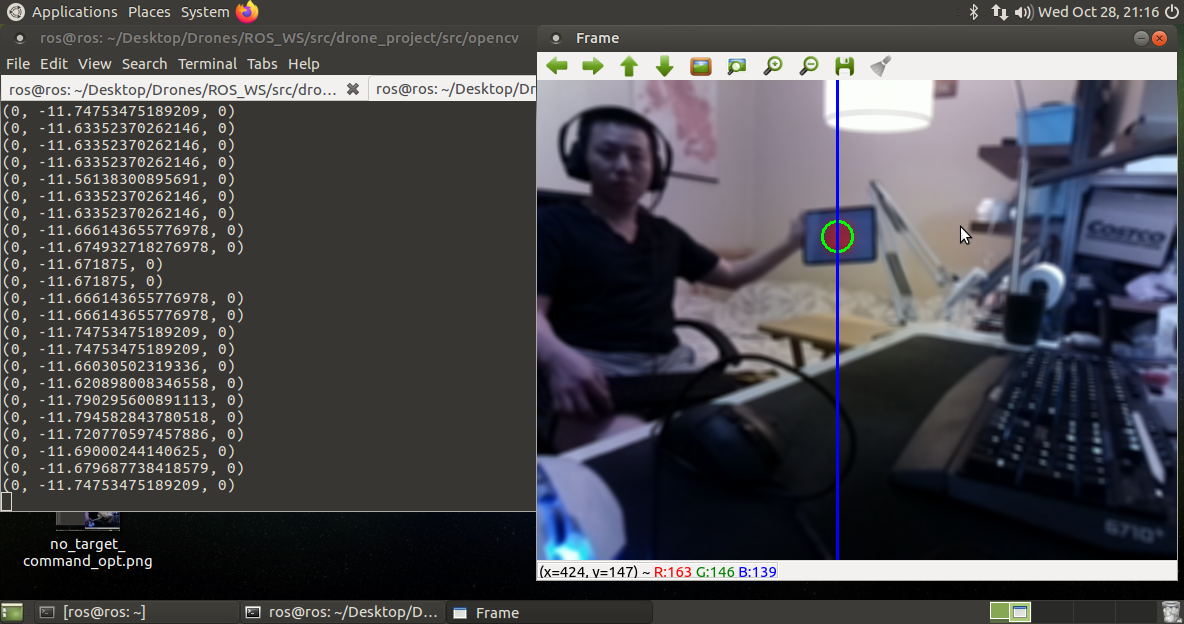 Applications Places System
Wed Oct 28, 21:16
ros@ros: ~/Desktop/Drones/ROS_WS/src/drone_project/src/opencv
Frame
File Edit View Search Terminal Tabs Help
ros@ros: ~/Desktop/Drones/ROS_WS/src/dro...
ros@ros: ~/Desktop/Dr
(0, -11.74753475189209, 0)
(0, -11.63352370262146, 0)
(0, -11.63352370262146, 0)
(0, -11.63352370262146, 0)
(0, -11.56138300895691, 0)
(0, -11.63352370262146, 0)
(0, -11.63352370262146, 0)
(0, -11.666143655776978, 0)
(0, -11.674932718276978, 0)
(0, -11.671875, 0)
(0, -11.671875, 0)
(0, -11.666143655776978, 0)
(0, -11.666143655776978, 0)
(0, -11.74753475189209, 0)
(0, -11.74753475189209, 0)
(0, -11.66030502319336, 0)
(0, -11.620898008346558, 0)
(0, -11.790295600891113, 0)
(0, -11.794582843780518, 0)
(0, -11.720770597457886, 0)
(0, -11.69000244140625, 0)
(0, -11.679687738418579, 0)
(0, -11.74753475189209, 0)
COSTCO
G710+
no_target_
command_opt.png
(x=424, y=147) ~ R:163 G:146 B:139
[ros@ros: ~]
ros@ros: ~/Desktop/D...
Frame